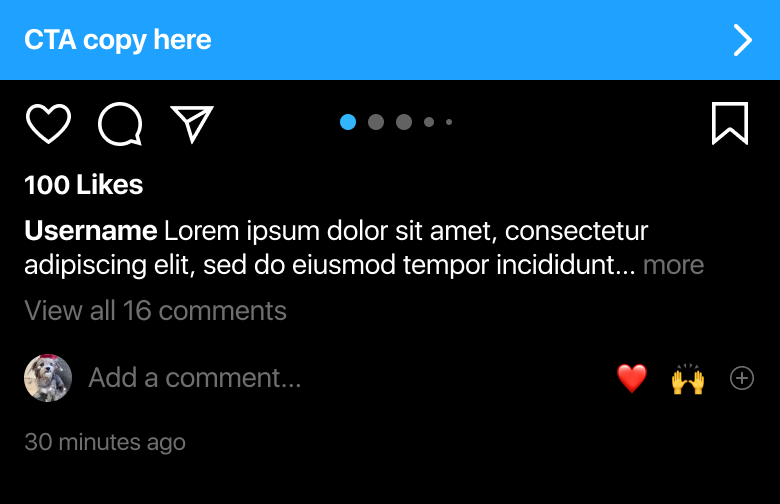 CTA copy here
100 Likes
Username Lorem ipsum dolor sit amet, consectetur
adipiscing elit, sed do eiusmod tempor incididunt... more
View all 16 comments
Add a comment...
30 minutes ago